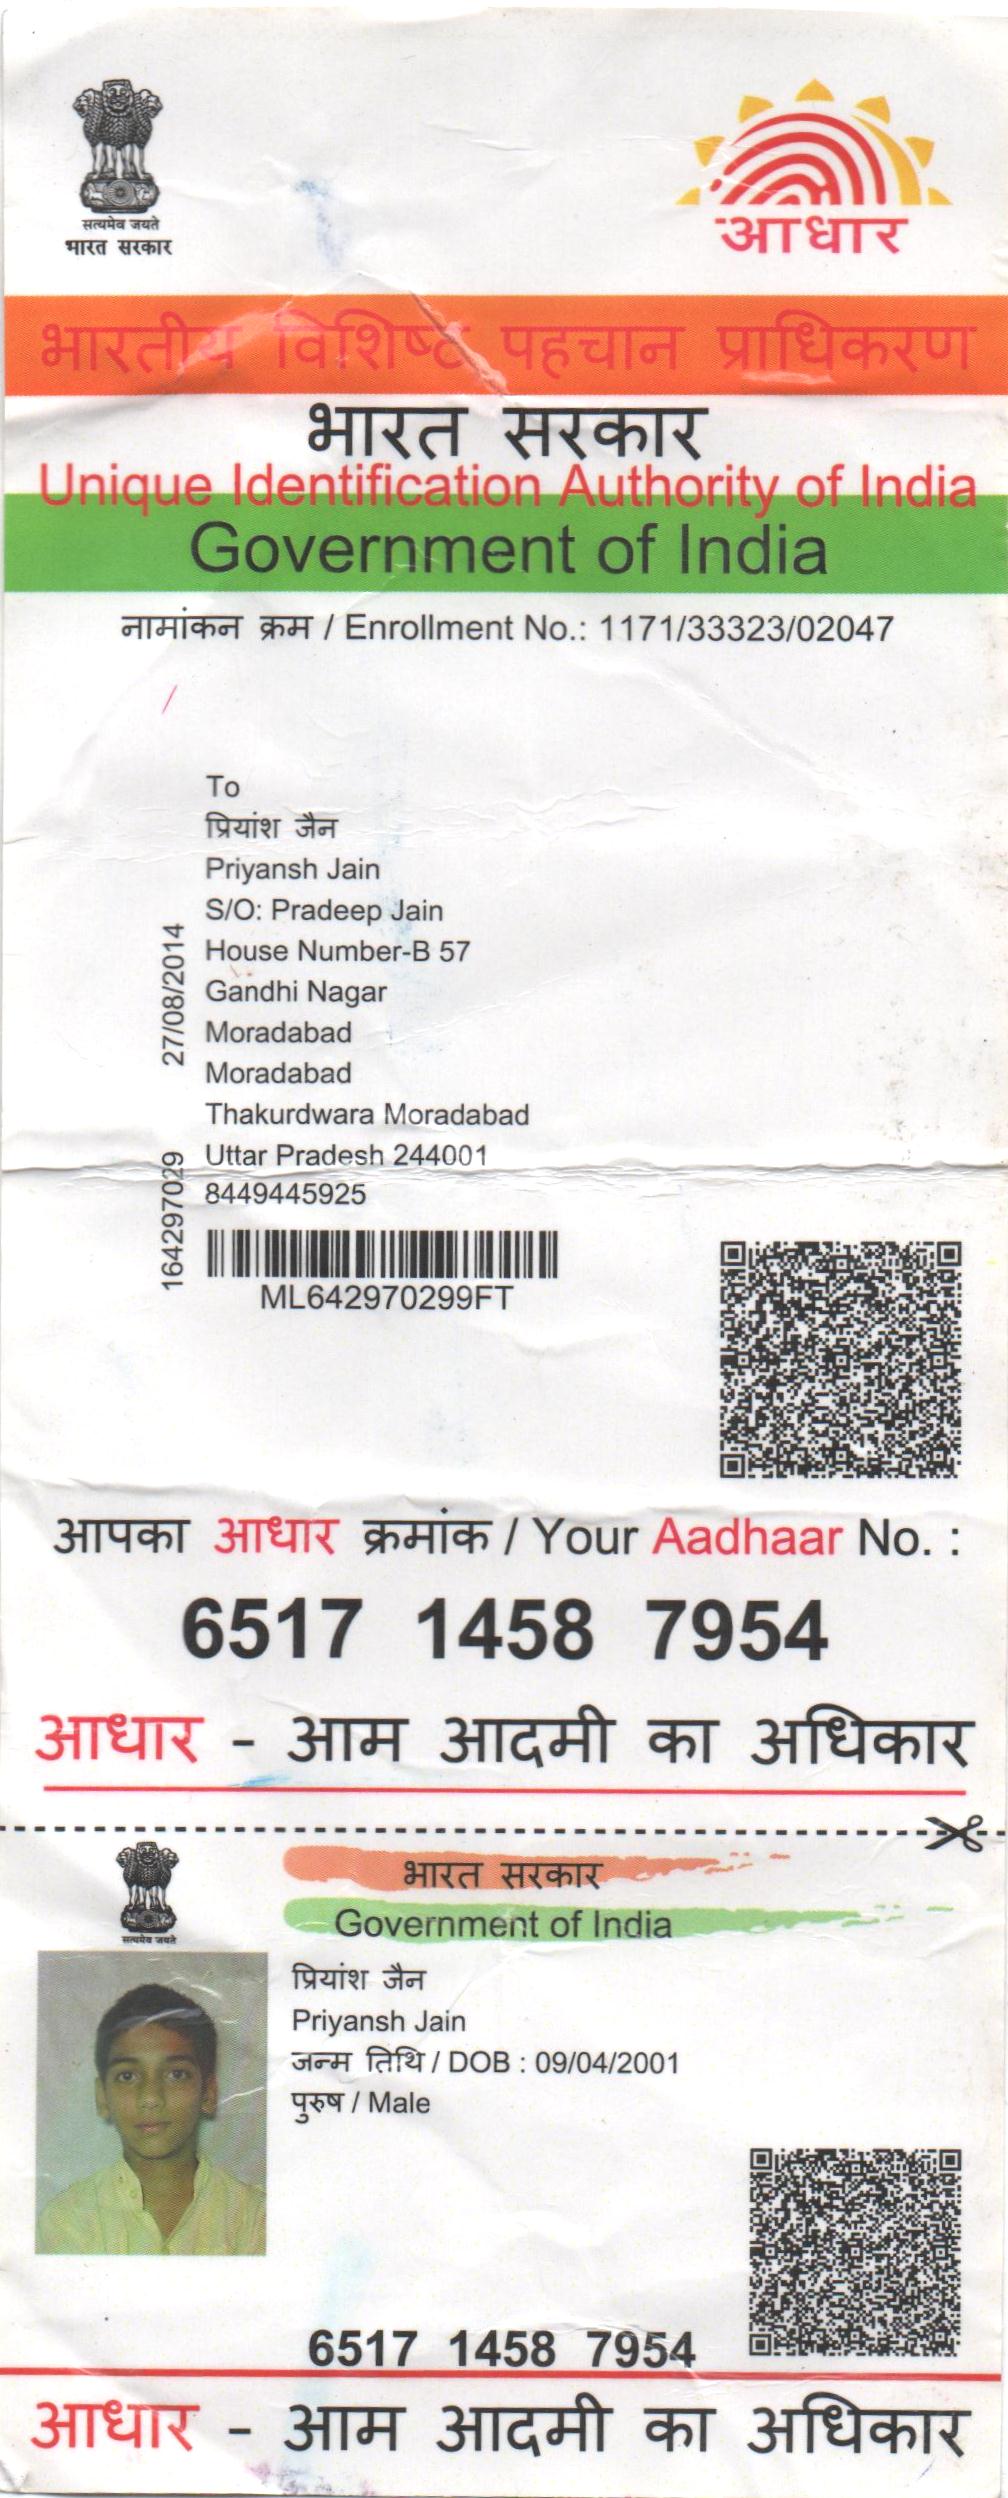 सत्यमेव जयते
भारत सरकार
आधार
भारतीय विशिष्ट पहचान प्राधिकरण
भारत सरकार
Unique Identification Authority of India
Government of India
नामांकन क्रम / Enrollment No.: 1171/33323/02047
To
प्रियांश जैन
Priyansh Jain
S/O: Pradeep Jain
House Number-B 57
Gandhi Nagar
Moradabad
Moradabad
Thakurdwara Moradabad
Uttar Pradesh 244001
8449445925
27/08/2014
164297029
ML642970299FT
आपका आधार क्रमांक / Your Aadhaar No. :
6517 1458 7954
आधार - आम आदमी का अधिकार
सत्यमेव जयते
भारत सरकार
Government of India
प्रियांश जैन
Priyansh Jain
जन्म तिथि / DOB : 09/04/2001
पुरुष / Male
6517 1458 7954
आधार - आम आदमी का अधिकार